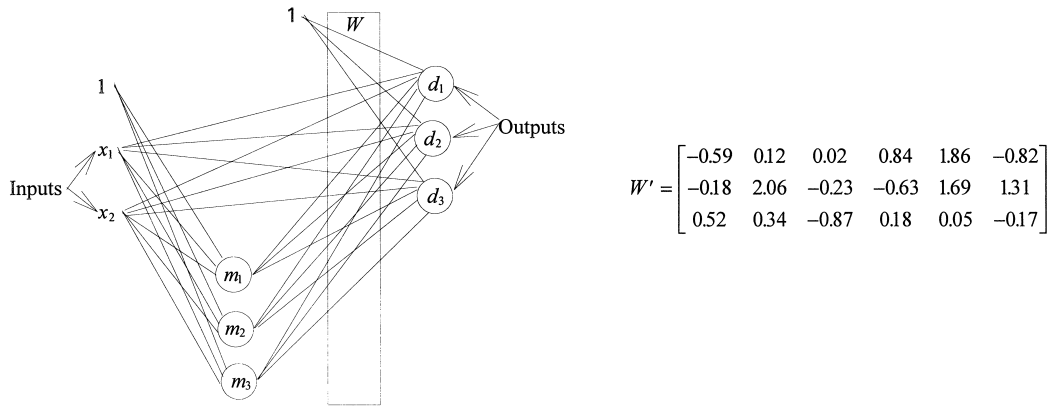 1
W
1
d₁
x₁
d₂
Outputs
Inputs
d₃
x₂
m₁
m₂
m₃
W′ = [−0.59 0.12 0.02 0.84 1.86 −0.82
−0.18 2.06 −0.23 −0.63 1.69 1.31
0.52 0.34 −0.87 0.18 0.05 −0.17]